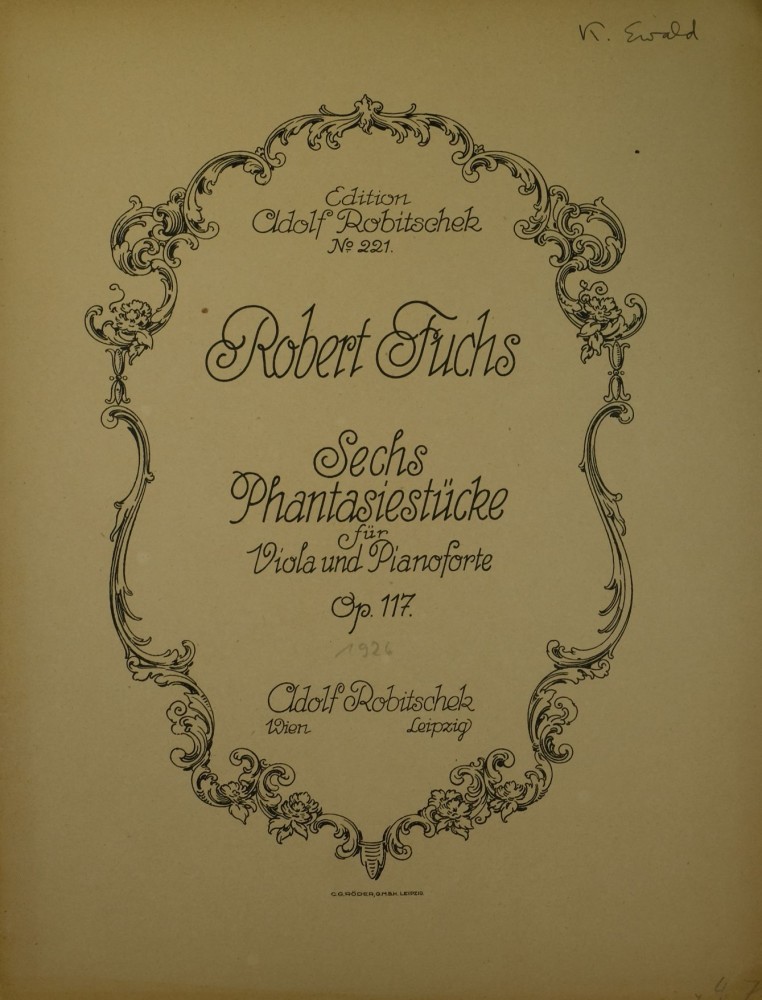 K. Ewald
Edition
Adolf Robitschek
No 221.
Robert Fuchs
Sechs
Phantasiestücke
für
Viola und Pianoforte
Op. 117.
1926
Adolf Robitschek
Wien Leipzig
C.G. RÖDER, G.M.B.H. LEIPZIG